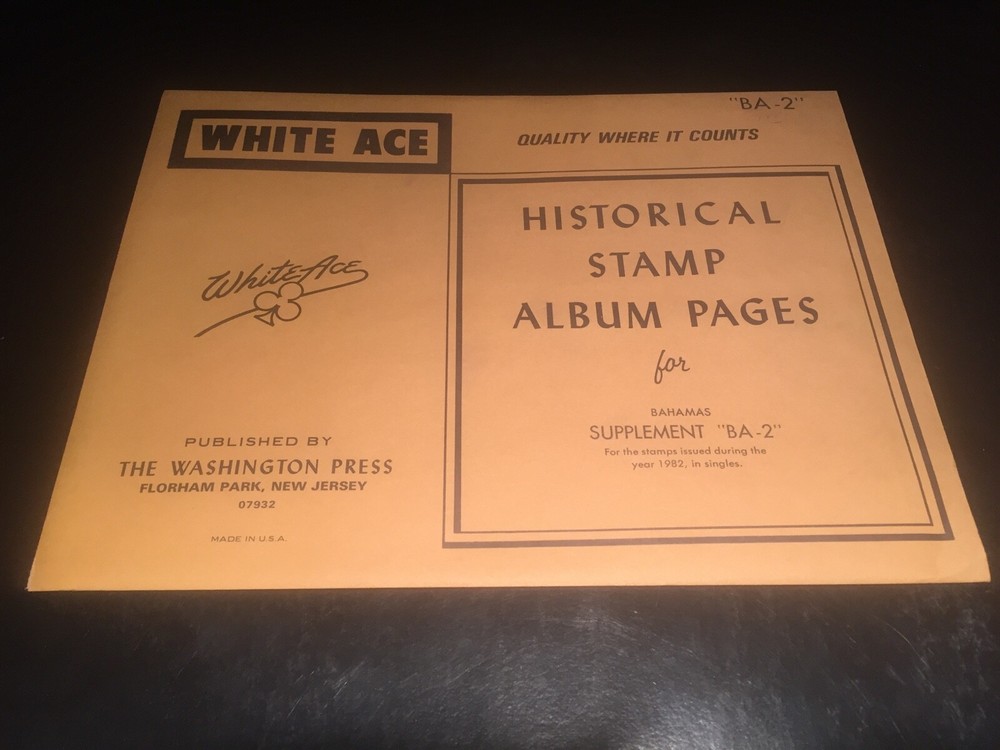 "BA-2"
WHITE ACE
QUALITY WHERE IT COUNTS
White Ace
PUBLISHED BY
THE WASHINGTON PRESS
FLORHAM PARK, NEW JERSEY
07932
MADE IN U.S.A.
HISTORICAL
STAMP
ALBUM PAGES
for
BAHAMAS
SUPPLEMENT "BA-2"
For the stamps issued during the
year 1982, in singles.